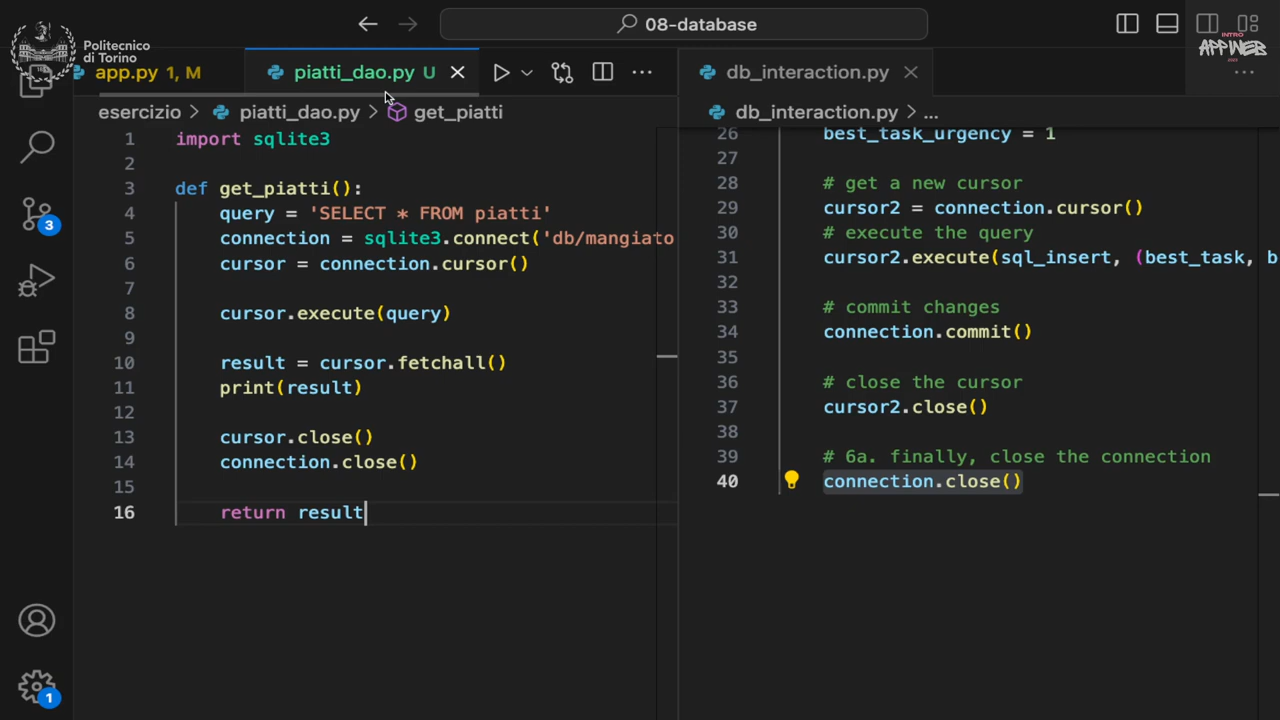 08-database
Politecnico
di Torino
INTRO
APPIWEB
2023
app.py 1, M
piatti_dao.py U
db_interaction.py
esercizio > piatti_dao.py > get_piatti
1 import sqlite3
2
3 def get_piatti():
4 query = 'SELECT * FROM piatti'
5 connection = sqlite3.connect('db/mangiato
6 cursor = connection.cursor()
7
8 cursor.execute(query)
9
10 result = cursor.fetchall()
11 print(result)
12
13 cursor.close()
14 connection.close()
15
16 return result
db_interaction.py > ...
26 best_task_urgency = 1
27
28 # get a new cursor
29 cursor2 = connection.cursor()
30 # execute the query
31 cursor2.execute(sql_insert, (best_task, b
32
33 # commit changes
34 connection.commit()
35
36 # close the cursor
37 cursor2.close()
38
39 # 6a. finally, close the connection
40 connection.close()
3
1